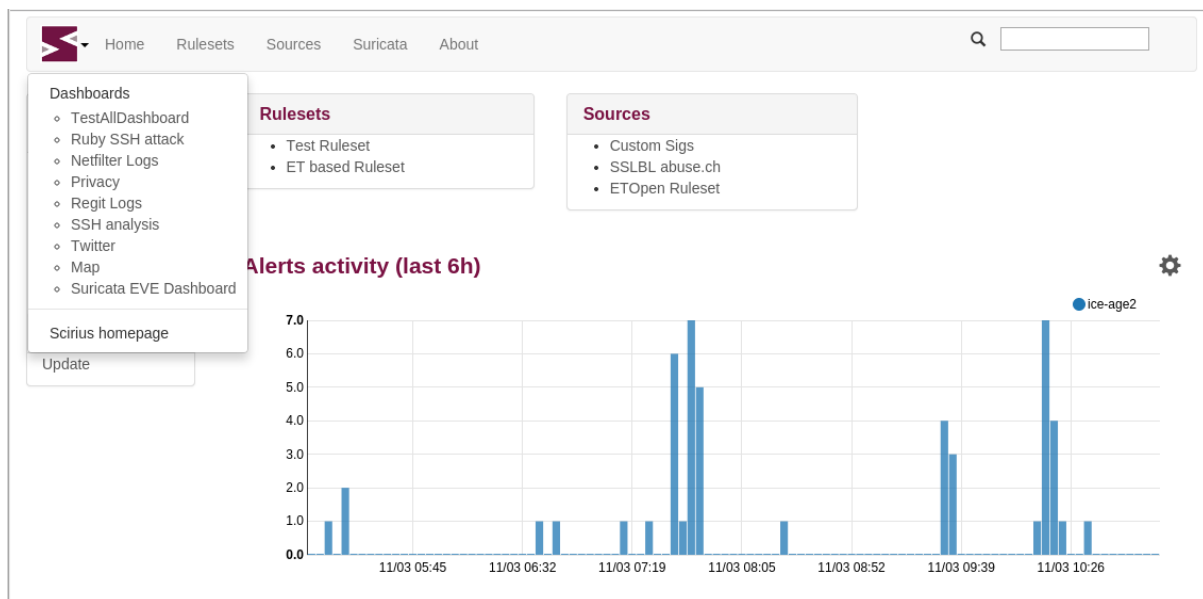 Home Rulesets Sources Suricata About
Dashboards
TestAllDashboard
Ruby SSH attack
Netfilter Logs
Privacy
Regit Logs
SSH analysis
Twitter
Map
Suricata EVE Dashboard
Scirius homepage
Update
Rulesets
Test Ruleset
ET based Ruleset
Sources
Custom Sigs
SSLBL abuse.ch
ETOpen Ruleset
Alerts activity (last 6h)
ice-age2
7.0
6.0
5.0
4.0
3.0
2.0
1.0
0.0
11/03 05:45 11/03 06:32 11/03 07:19 11/03 08:05 11/03 08:52 11/03 09:39 11/03 10:26